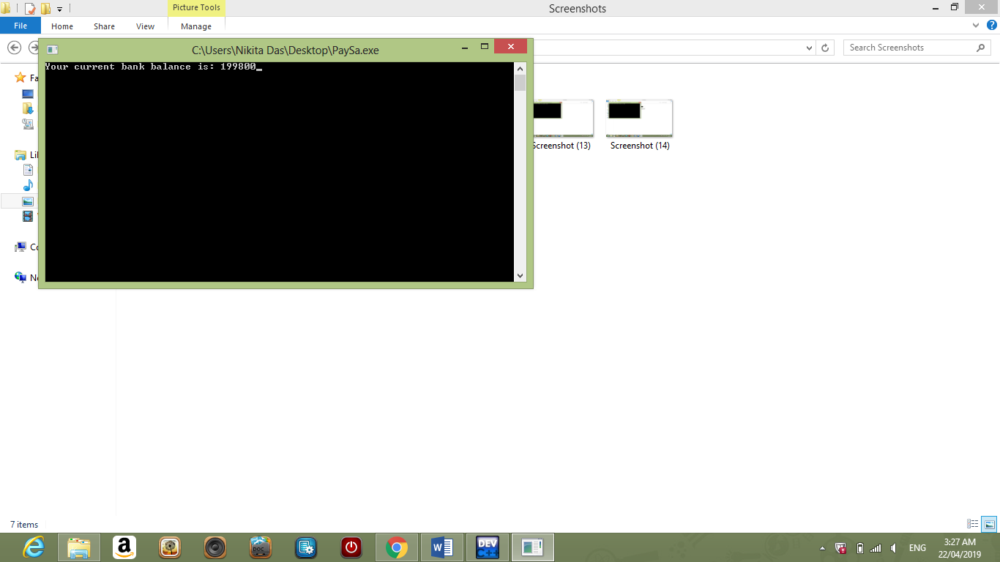 Picture Tools
Screenshots
File
Home
Share
View
Manage
C:\Users\Nikita Das\Desktop\PaySa.exe
Search Screenshots
Your current bank balance is: 199800
Fa
Lil
Co
Ne
Screenshot (13)
Screenshot (14)
7 items
a
DOC
W
DEV
C++
ENG
3:27 AM
22/04/2019